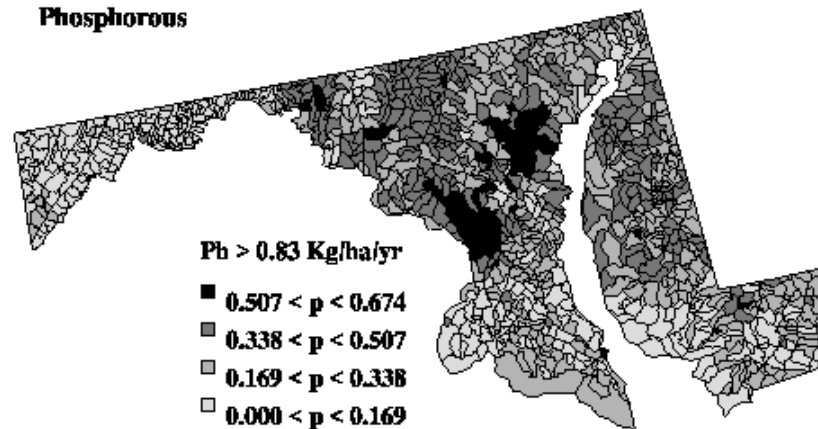 Phosphorous
Ph > 0.83 Kg/ha/yr
0.507 < p < 0.674
0.338 < p < 0.507
0.169 < p < 0.338
0.000 < p < 0.169